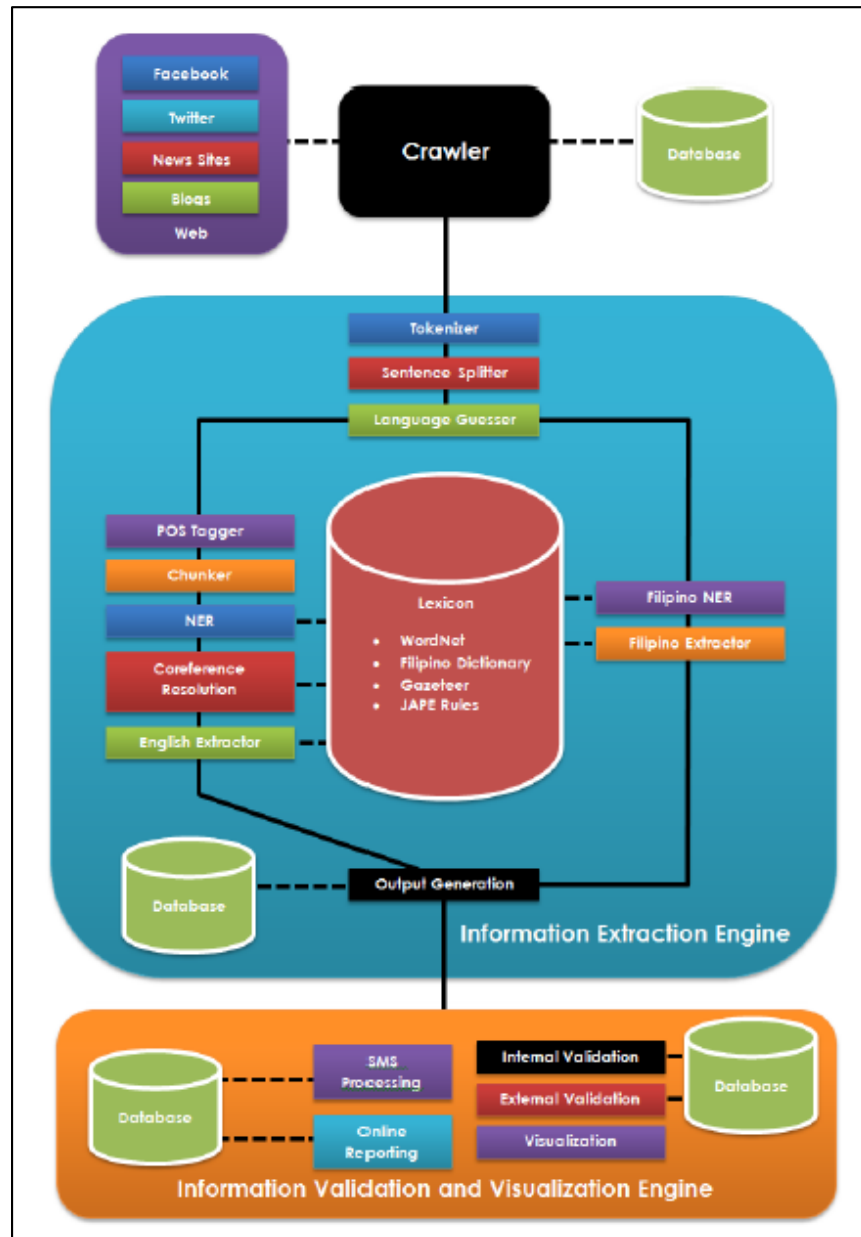 Facebook
Twitter
News Sites
Blogs
Web
Crawler
Database
Tokenizer
Sentence Splitter
Language Guesser
POS Tagger
Chunker
NER
Coreference
Resolution
English Extractor
Lexicon
• WordNet
• Filipino Dictionary
• Gazeteer
• JAPE Rules
Filipino NER
Filipino Extractor
Database
Output Generation
Information Extraction Engine
Database
SMS
Processing
Online
Reporting
Internal Validation
External Validation
Visualization
Database
Information Validation and Visualization Engine